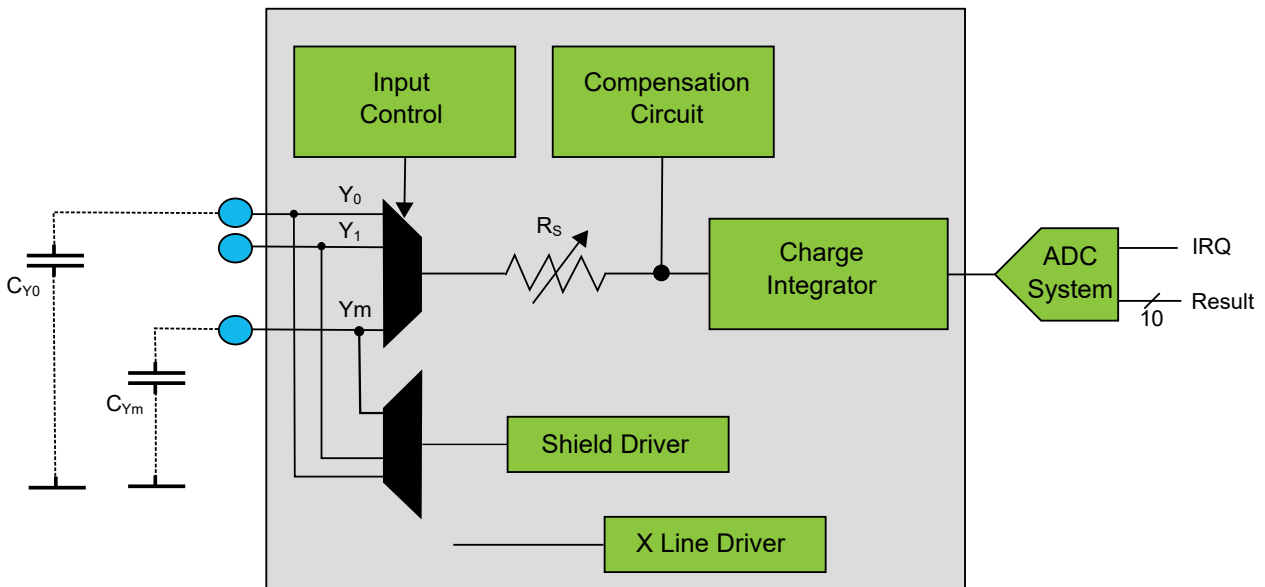 Input
Control
Compensation
Circuit
Y0
Y1
Ym
RS
Charge
Integrator
ADC
System
IRQ
Result
10
CY0
CYm
Shield Driver
X Line Driver